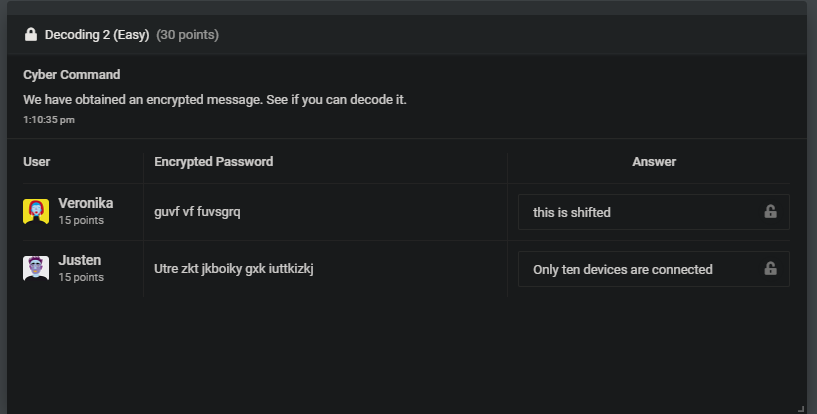 Decoding 2 (Easy) (30 points)
Cyber Command
We have obtained an encrypted message. See if you can decode it.
1:10:35 pm
User Encrypted Password Answer
Veronika
15 points
guvf vf fuvsgrq
this is shifted
Justen
15 points
Utre zkt jkboiky gxk iuttkizkj
Only ten devices are connected